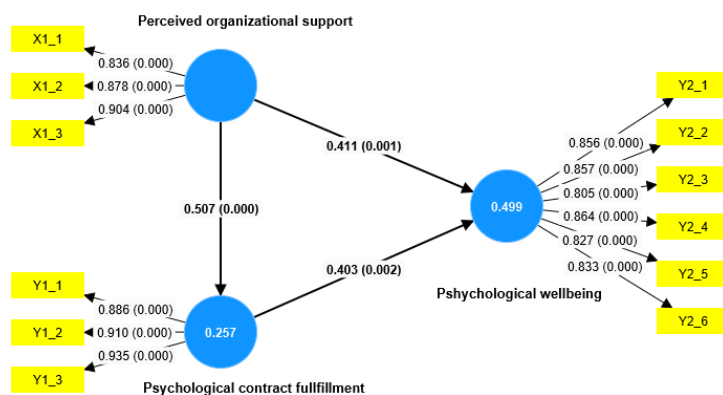 Perceived organizational support
X1_1
0.836 (0.000)
X1_2
0.878 (0.000)
X1_3
0.904 (0.000)
0.411 (0.001)
0.507 (0.000)
0.403 (0.002)
Y1_1
0.886 (0.000)
Y1_2
0.910 (0.000)
Y1_3
0.935 (0.000)
0.257
Psychological contract fullfillment
0.499
Pshychological wellbeing
Y2_1
0.856 (0.000)
Y2_2
0.857 (0.000)
Y2_3
0.805 (0.000)
Y2_4
0.864 (0.000)
Y2_5
0.827 (0.000)
Y2_6
0.833 (0.000)